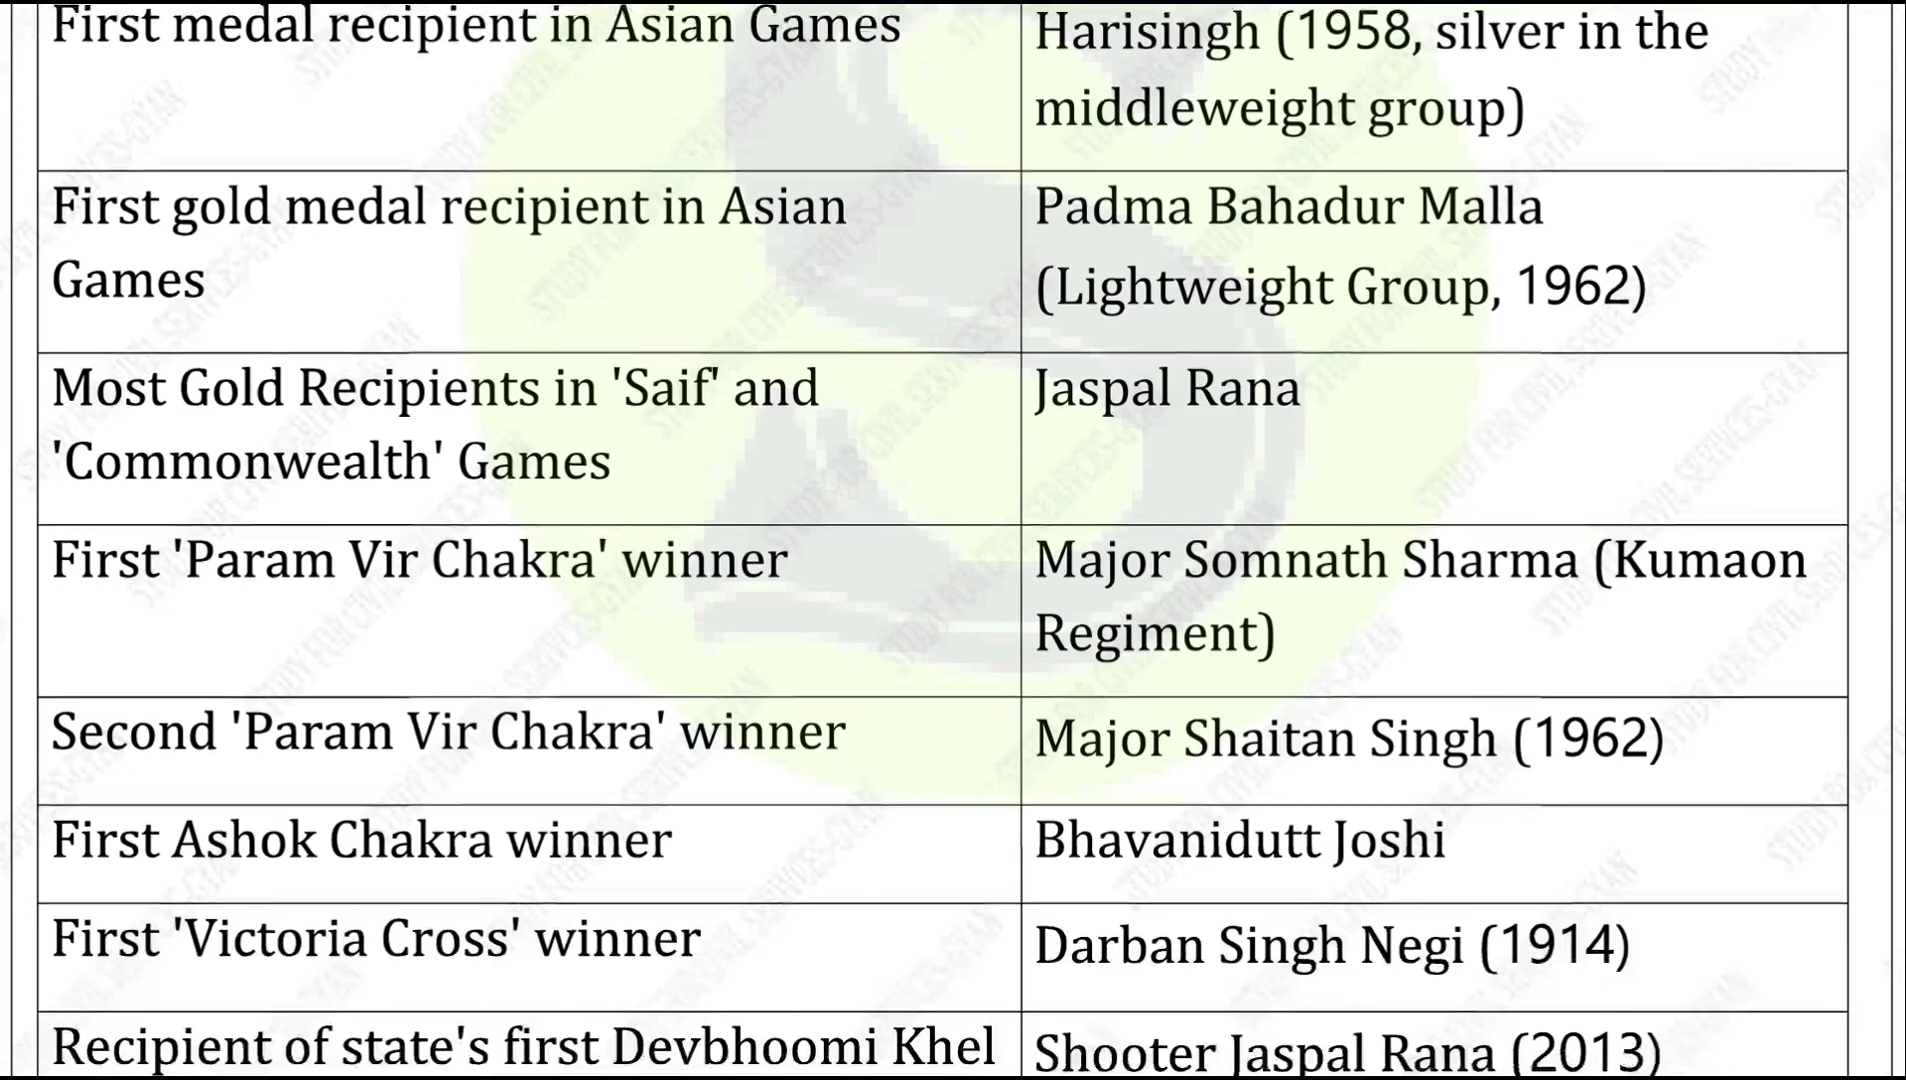 First medal recipient in Asian Games
Harisingh (1958, silver in the
middleweight group)
First gold medal recipient in Asian
Games
Padma Bahadur Malla
(Lightweight Group, 1962)
Most Gold Recipients in 'Saif' and
'Commonwealth' Games
Jaspal Rana
First 'Param Vir Chakra' winner
Major Somnath Sharma (Kumaon
Regiment)
Second 'Param Vir Chakra' winner
Major Shaitan Singh (1962)
First Ashok Chakra winner
Bhavanidutt Joshi
First 'Victoria Cross' winner
Darban Singh Negi (1914)
Recipient of state's first Devbhoomi Khel
Shooter Jaspal Rana (2013)